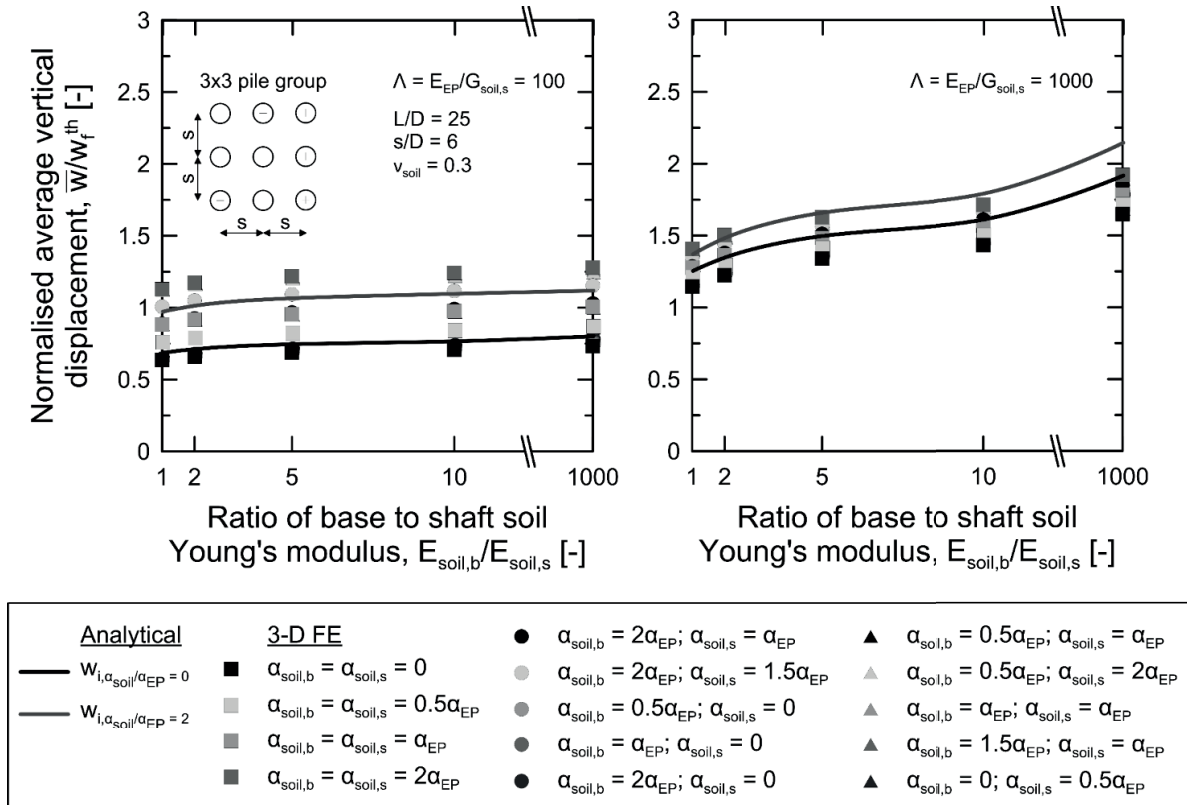 Normalised average vertical
displacement, w̅/w_f^th [-]
3
2.5
2
1.5
1
0.5
0
3x3 pile group
s
s
s
s
Λ = E_EP/G_soil,s = 100
L/D = 25
s/D = 6
ν_soil = 0.3
1
2
5
10
1000
Ratio of base to shaft soil
Young's modulus, E_soil,b/E_soil,s [-]
3
2.5
2
1.5
1
0.5
0
Λ = E_EP/G_soil,s = 1000
1
2
5
10
1000
Ratio of base to shaft soil
Young's modulus, E_soil,b/E_soil,s [-]
Analytical
w_i,α_soil/α_EP = 0
w_i,α_soil/α_EP = 2
3-D FE
α_soil,b = α_soil,s = 0
α_soil,b = α_soil,s = 0.5α_EP
α_soil,b = α_soil,s = α_EP
α_soil,b = α_soil,s = 2α_EP
α_soil,b = 2α_EP; α_soil,s = α_EP
α_soil,b = 2α_EP; α_soil,s = 1.5α_EP
α_soil,b = 0.5α_EP; α_soil,s = 0
α_soil,b = α_EP; α_soil,s = 0
α_soil,b = 2α_EP; α_soil,s = 0
α_soil,b = 0.5α_EP; α_soil,s = α_EP
α_soil,b = 0.5α_EP; α_soil,s = 2α_EP
α_soil,b = α_EP; α_soil,s = α_EP
α_soil,b = 1.5α_EP; α_soil,s = α_EP
α_soil,b = 0; α_soil,s = 0.5α_EP